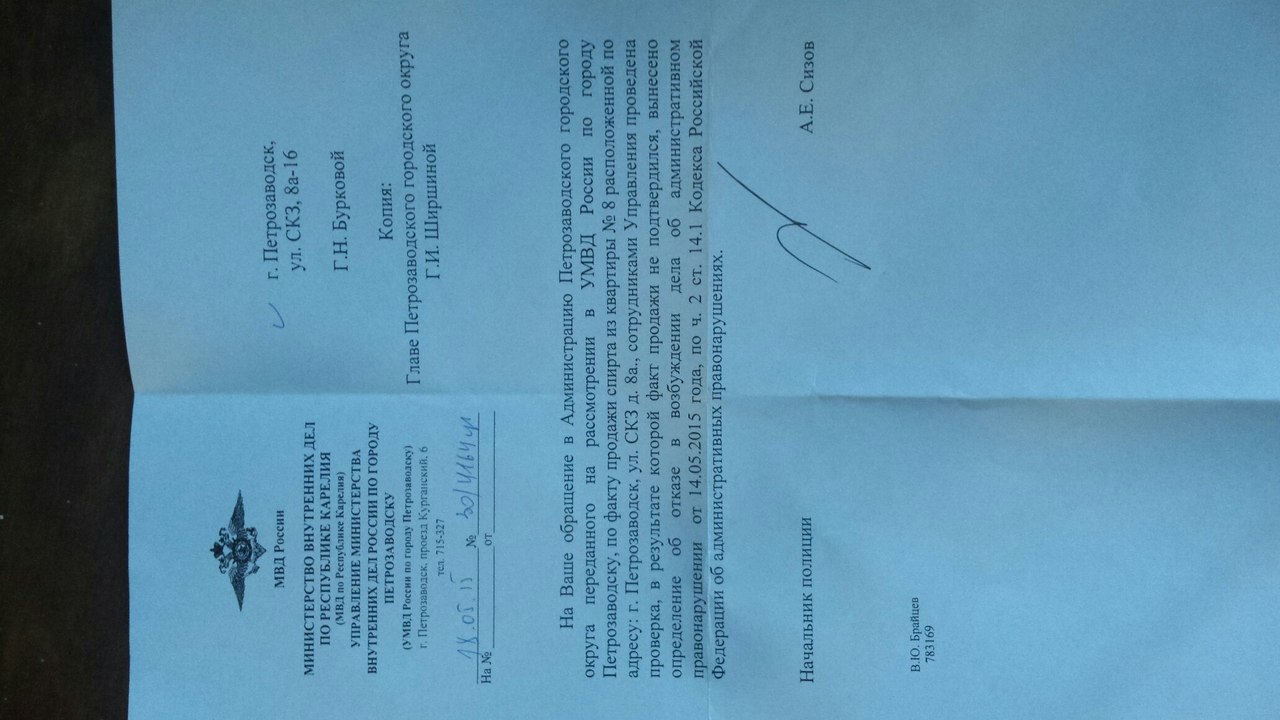 МВД России
МИНИСТЕРСТВО ВНУТРЕННИХ ДЕЛ
ПО РЕСПУБЛИКЕ КАРЕЛИЯ
(МВД по Республике Карелия)
УПРАВЛЕНИЕ МИНИСТЕРСТВА
ВНУТРЕННИХ ДЕЛ РОССИИ ПО ГОРОДУ
ПЕТРОЗАВОДСКУ
(УМВД России по городу Петрозаводску)
г. Петрозаводск, проезд Курганский, 6
тел. 715-327
18.05.15 № 30/4164
На № от
г. Петрозаводск,
ул. СКЗ, 8а-16
Г.Н. Бурковой
Копия:
Главе Петрозаводского городского округа
Г.И. Ширшиной
На Ваше обращение в Администрацию Петрозаводского городского
округа переданного на рассмотрении в УМВД России по городу
Петрозаводску, по факту продажи спирта из квартиры № 8 расположенной по
адресу: г. Петрозаводск, ул. СКЗ д. 8а., сотрудниками Управления проведена
проверка, в результате которой факт продажи не подтвердился, вынесено
определение об отказе в возбуждении дела об административном
правонарушении от 14.05.2015 года, по ч. 2 ст. 14.1 Кодекса Российской
Федерации об административных правонарушениях.
Начальник полиции А.Е. Сизов
В.Ю. Брайцев
783169